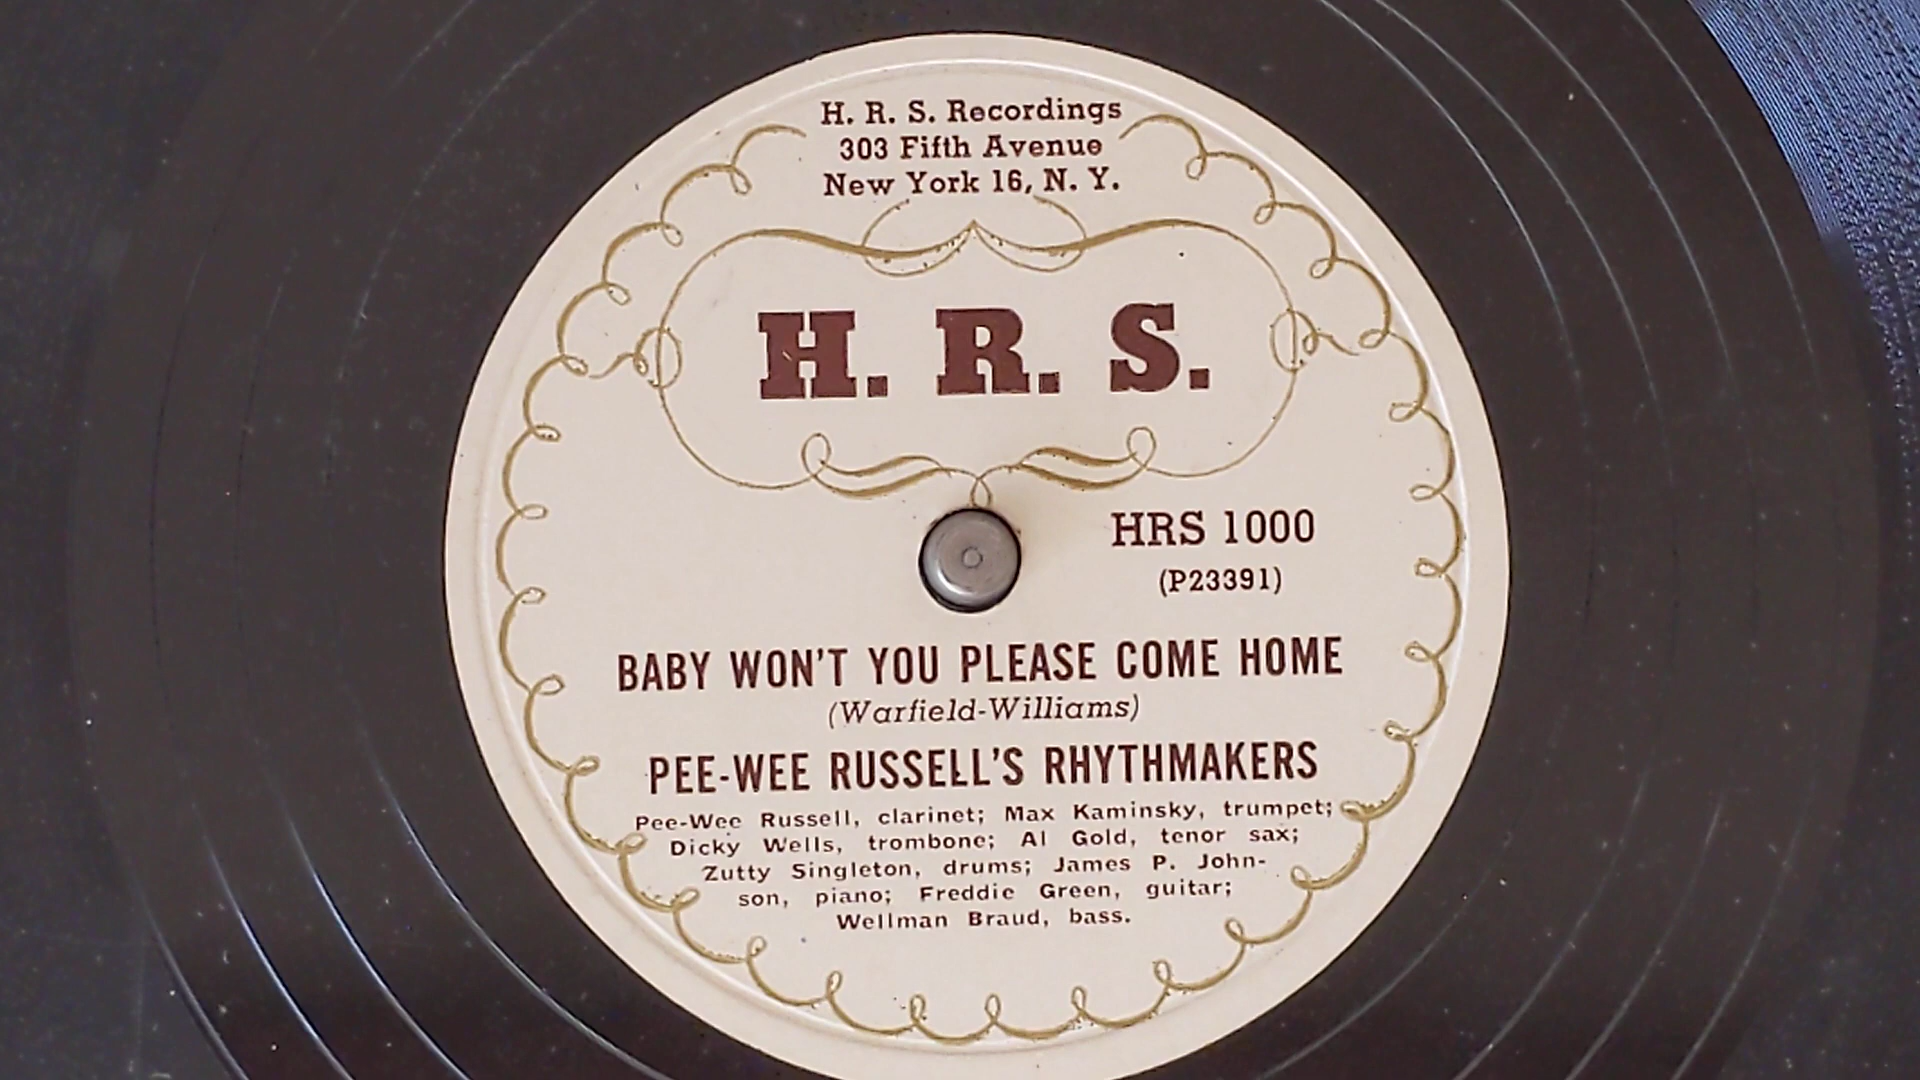 H. R. S. Recordings
303 Fifth Avenue
New York 16, N. Y.
H. R. S.
HRS 1000
(P23391)
BABY WON'T YOU PLEASE COME HOME
(Warfield-Williams)
PEE-WEE RUSSELL'S RHYTHMAKERS
Pee-Wee Russell, clarinet; Max Kaminsky, trumpet;
Dicky Wells, trombone; Al Gold, tenor sax;
Zutty Singleton, drums; James P. John-
son, piano; Freddie Green, guitar;
Wellman Braud, bass.